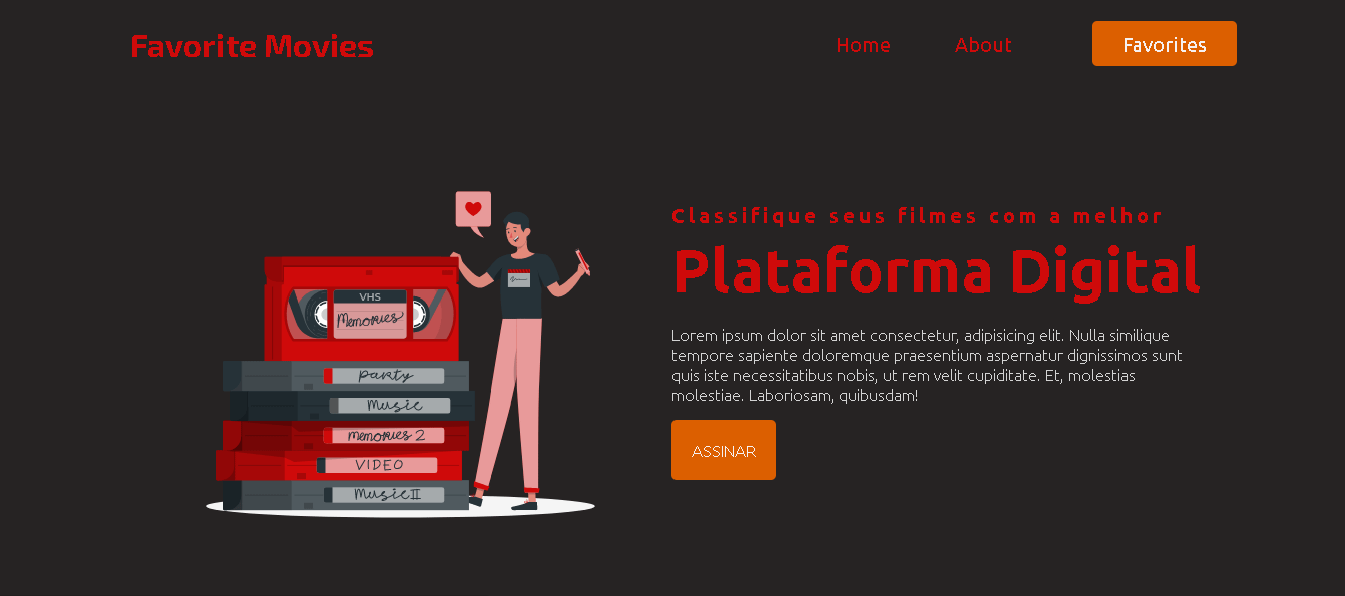 Favorite Movies
Home
About
Favorites
Classifique seus filmes com a melhor
Plataforma Digital
Lorem ipsum dolor sit amet consectetur, adipisicing elit. Nulla similique
tempore sapiente doloremque praesentium aspernatur dignissimos sunt
quis iste necessitatibus nobis, ut rem velit cupiditate. Et, molestias
molestiae. Laboriosam, quibusdam!
ASSINAR
VHS
Memories
party
Music
memories 2
VIDEO
Music II